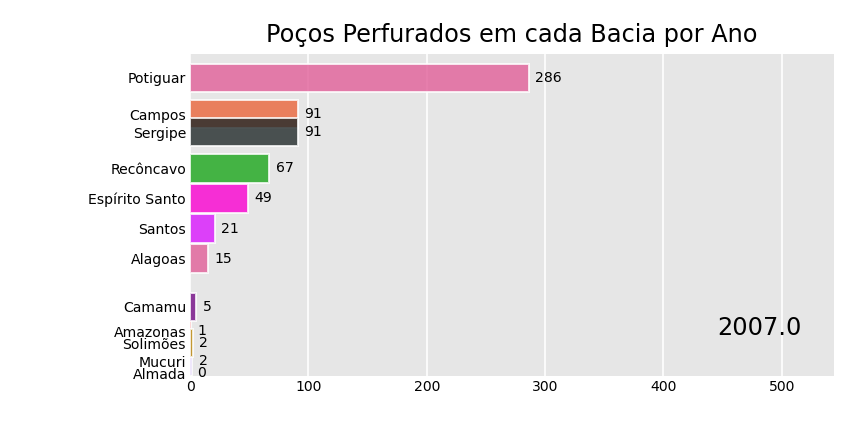 Poços Perfurados em cada Bacia por Ano
Potiguar 286
Campos 91
Sergipe 91
Recôncavo 67
Espírito Santo 49
Santos 21
Alagoas 15
Camamu 5
2007.0
Amazonas 1
Solimões 2
Mucuri 2
Almada 0
0 100 200 300 400 500